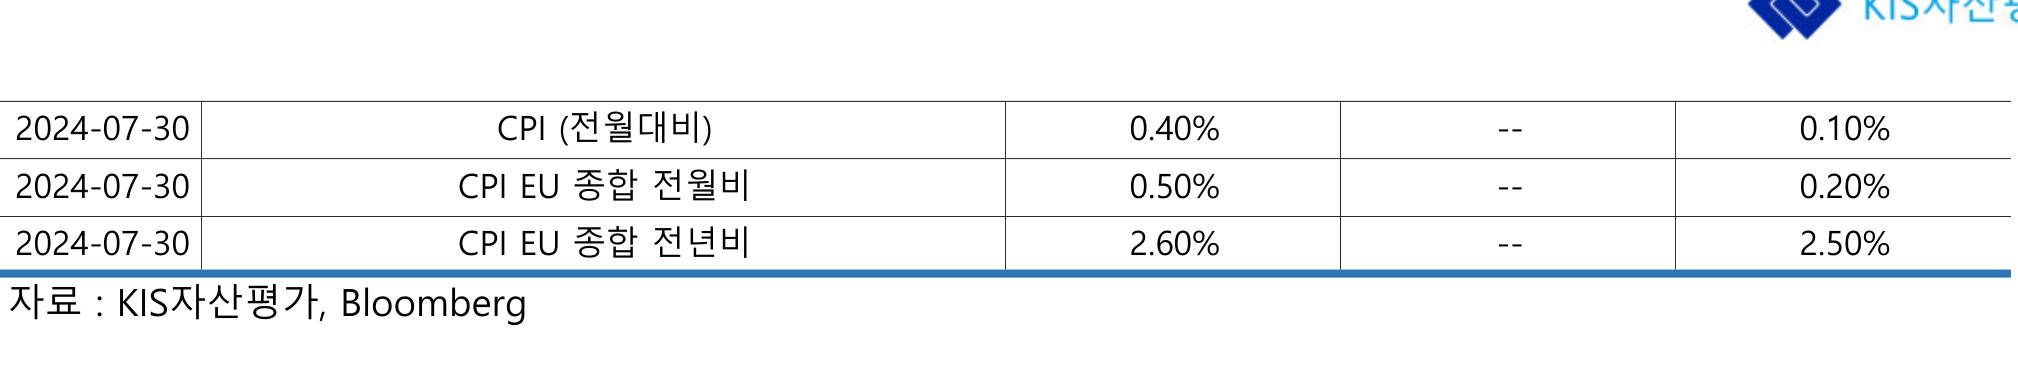 KIS자산평
2024-07-30 CPI (전월대비) 0.40% -- 0.10%
2024-07-30 CPI EU 종합 전월비 0.50% -- 0.20%
2024-07-30 CPI EU 종합 전년비 2.60% -- 2.50%
자료 : KIS자산평가, Bloomberg